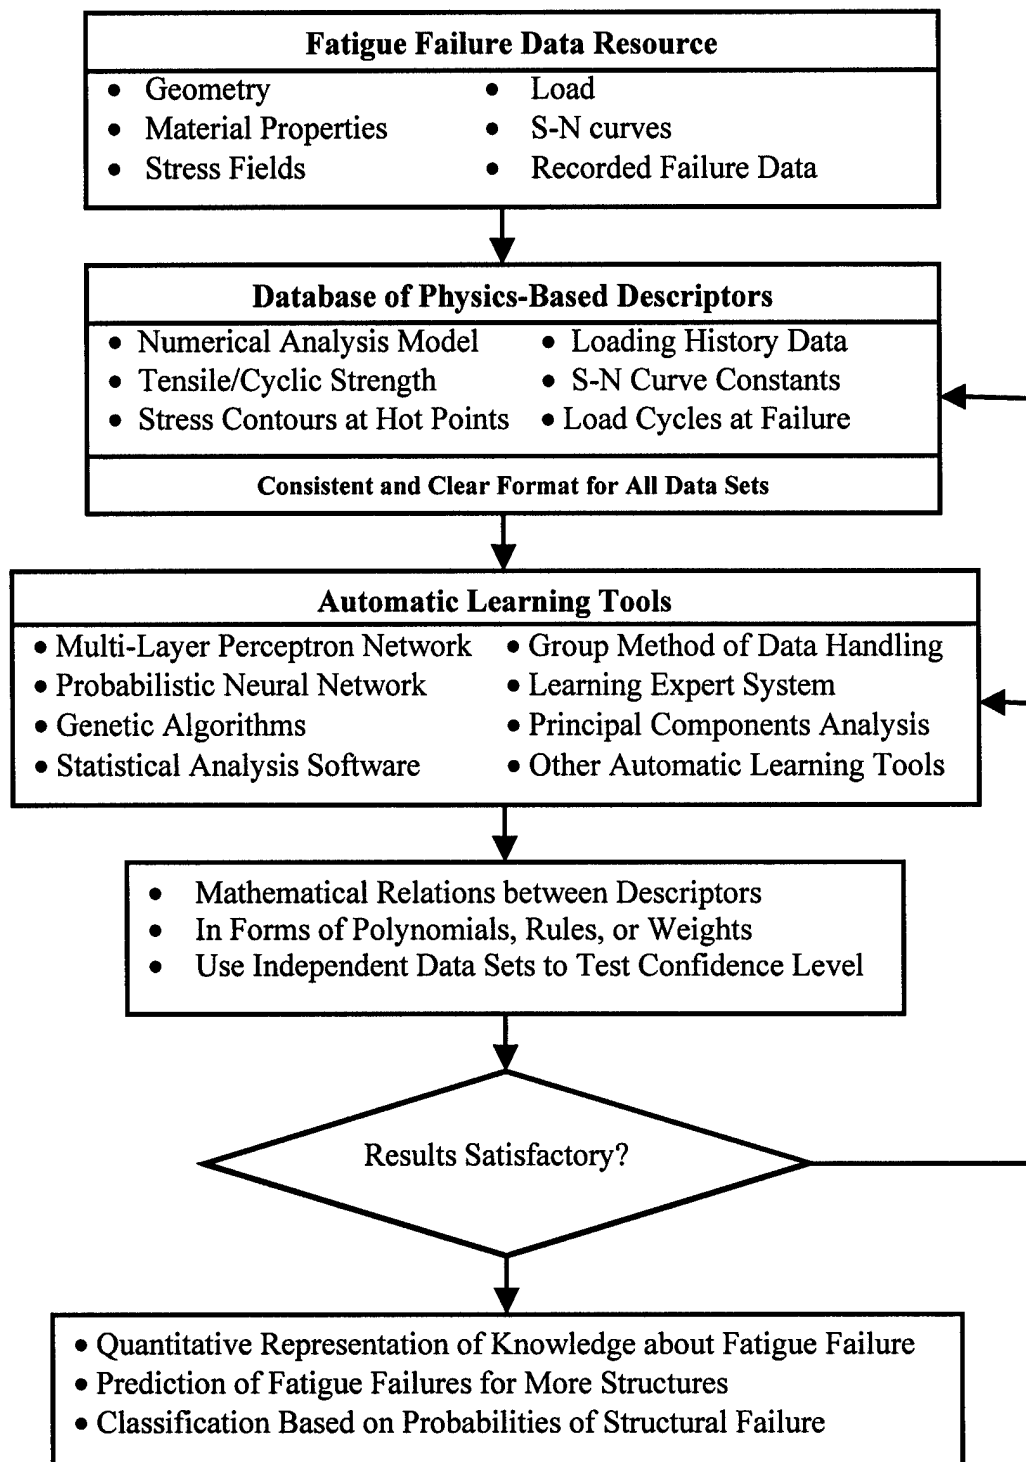 Fatigue Failure Data Resource
• Geometry
• Material Properties
• Stress Fields
• Load
• S-N curves
• Recorded Failure Data
Database of Physics-Based Descriptors
• Numerical Analysis Model
• Tensile/Cyclic Strength
• Stress Contours at Hot Points
• Loading History Data
• S-N Curve Constants
• Load Cycles at Failure
Consistent and Clear Format for All Data Sets
Automatic Learning Tools
• Multi-Layer Perceptron Network
• Probabilistic Neural Network
• Genetic Algorithms
• Statistical Analysis Software
• Group Method of Data Handling
• Learning Expert System
• Principal Components Analysis
• Other Automatic Learning Tools
• Mathematical Relations between Descriptors
• In Forms of Polynomials, Rules, or Weights
• Use Independent Data Sets to Test Confidence Level
Results Satisfactory?
• Quantitative Representation of Knowledge about Fatigue Failure
• Prediction of Fatigue Failures for More Structures
• Classification Based on Probabilities of Structural Failure